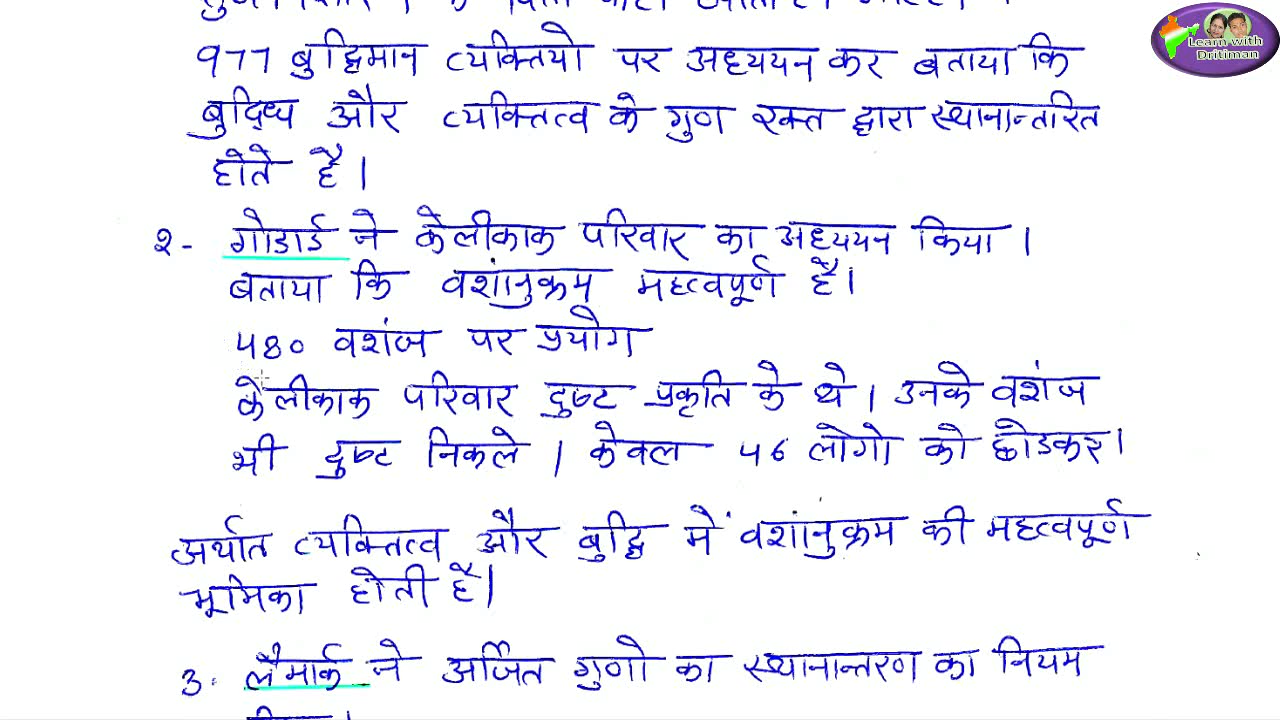 Learn with
Dritiman
977 बुद्धिमान व्यक्तियो पर अध्ययन कर बताया कि
बुद्धि और व्यक्तित्व के गुण रक्त द्वारा स्थानान्तरित
होते है।
२- गोडार्ड ने केलीकाक परिवार का अध्ययन किया।
बताया कि वशांनुक्रम महत्वपूर्ण है।
480 वशंज पर प्रयोग
केलीकाक परिवार दुष्ट प्रकृति के थे। उनके वशंज
भी दुष्ट निकले। केवल 46 लोगो को छोडकर।
अर्थात व्यक्तित्व और बुद्धि में वशांनुक्रम की महत्वपूर्ण
भूमिका होती है।
3. लैमार्क ने अर्जित गुणो का स्थानान्तरण का नियम